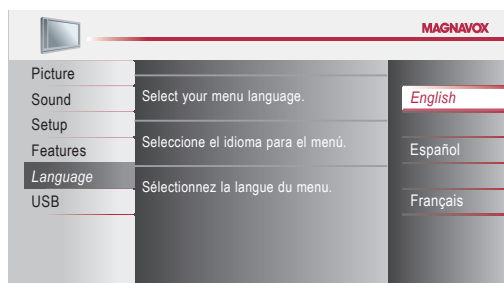 MAGNAVOX
Picture
Sound
Setup
Features
Language
USB
Select your menu language.
Seleccione el idioma para el menú.
Sélectionnez la langue du menu.
English
Español
Français